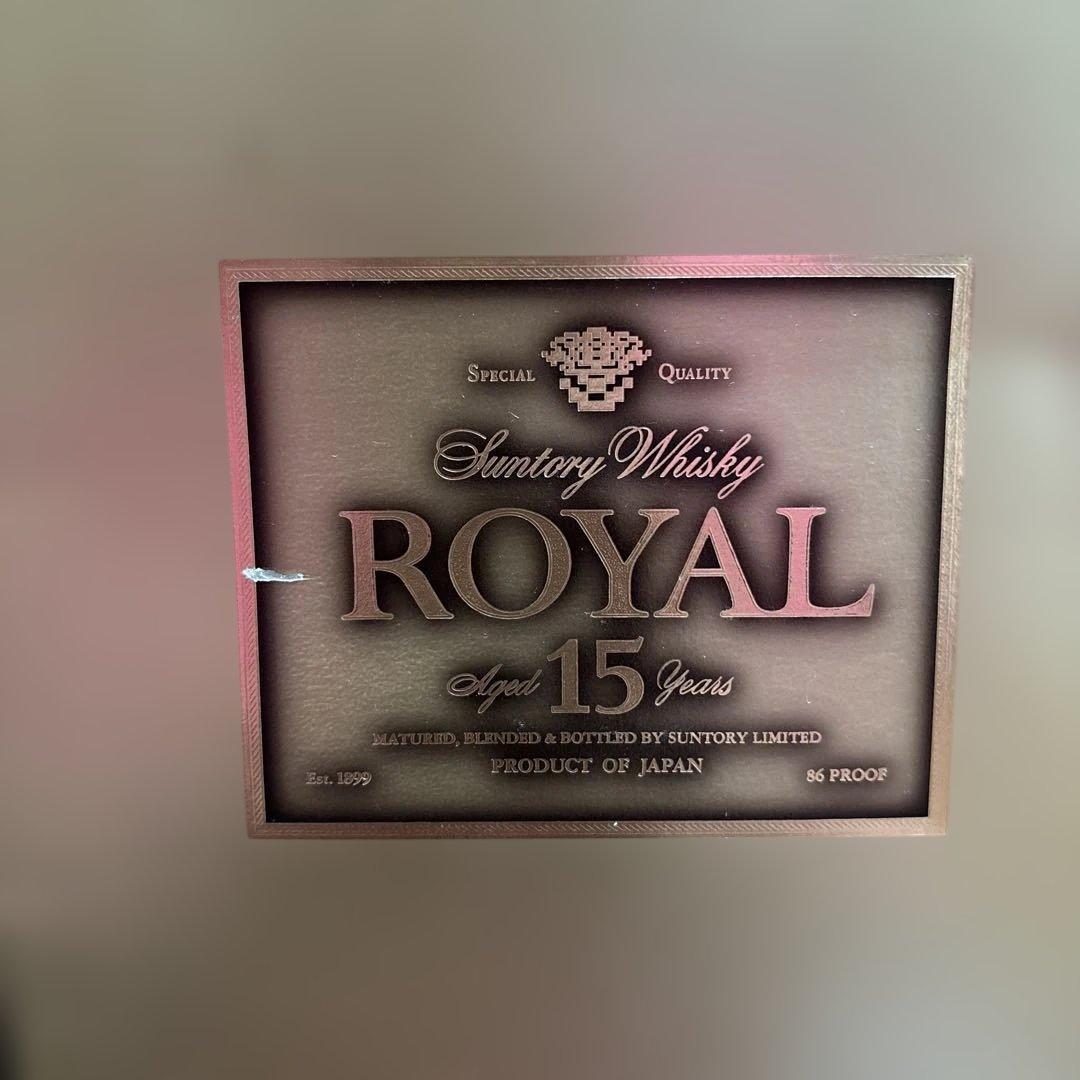 SPECIAL QUALITY
Suntory Whisky
ROYAL
Aged 15 Years
MATURED, BLENDED & BOTTLED BY SUNTORY LIMITED
PRODUCT OF JAPAN
Est. 1899 86 PROOF